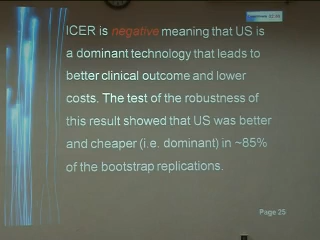 ICER is negative meaning that US is
a dominant technology that leads to
better clinical outcome and lower
costs. The test of the robustness of
this result showed that US was better
and cheaper (i.e. dominant) in ~85%
of the bootstrap replications.
Page 25